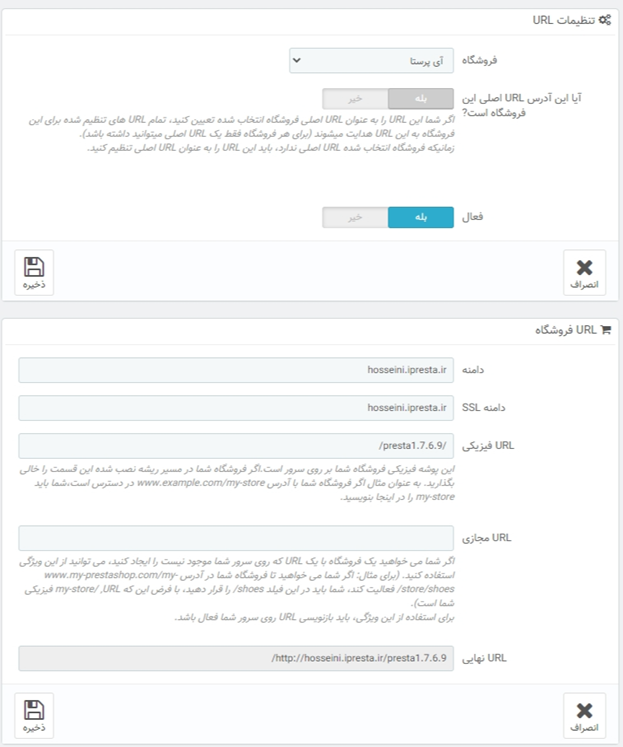 تنظیمات URL
فروشگاه
آی پرستا
آیا این آدرس URL اصلی این
فروشگاه است?
بله
خیر
اگر شما این URL را به عنوان URL اصلی فروشگاه انتخاب شده تعیین کنید، تمام URL های تنظیم شده برای این
فروشگاه به این URL هدایت میشوند (برای هر فروشگاه فقط یک URL اصلی میتوانید داشته باشد).
زمانیکه فروشگاه انتخاب شده URL اصلی ندارد، باید این URL را به عنوان URL اصلی تنظیم کنید.
فعال
بله
خیر
انصراف
ذخیره
URL فروشگاه
دامنه
hosseini.ipresta.ir
دامنه SSL
hosseini.ipresta.ir
URL فیزیکی
/presta1.7.6.9/
این پوشه فیزیکی فروشگاه شما بر روی سرور است.اگر فروشگاه شما در مسیر ریشه نصب شده این قسمت را خالی
بگذارید. به عنوان مثال اگر فروشگاه شما با آدرس www.example.com/my-store در دسترس است،شما باید
my-store را در اینجا بنویسید.
URL مجازی
اگر شما می خواهید یک فروشگاه با یک URL که روی سرور شما موجود نیست را ایجاد کنید، می توانید از این ویژگی
استفاده کنید. (برای مثال: اگر شما می خواهید تا فروشگاه شما در آدرس www.my-prestashop.com/my-
store/shoes/ فعالیت کند، شما باید در این فیلد shoes/ را قرار دهید، با فرض این که URL, /my-store فیزیکی
شما است).
برای استفاده از این ویژگی، باید بازنویسی URL روی سرور شما فعال باشد.
URL نهایی
/http://hosseini.ipresta.ir/presta1.7.6.9/
انصراف
ذخیره